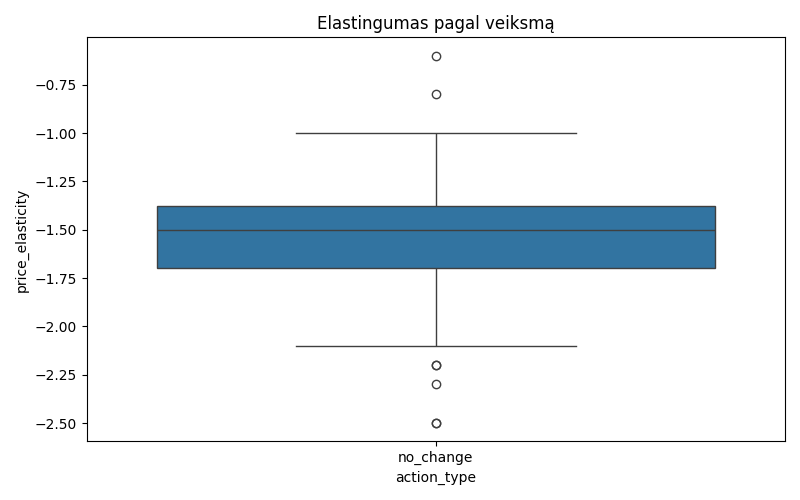 Elastingumas pagal veiksmą
price_elasticity
−0.75
−1.00
−1.25
−1.50
−1.75
−2.00
−2.25
−2.50
no_change
action_type